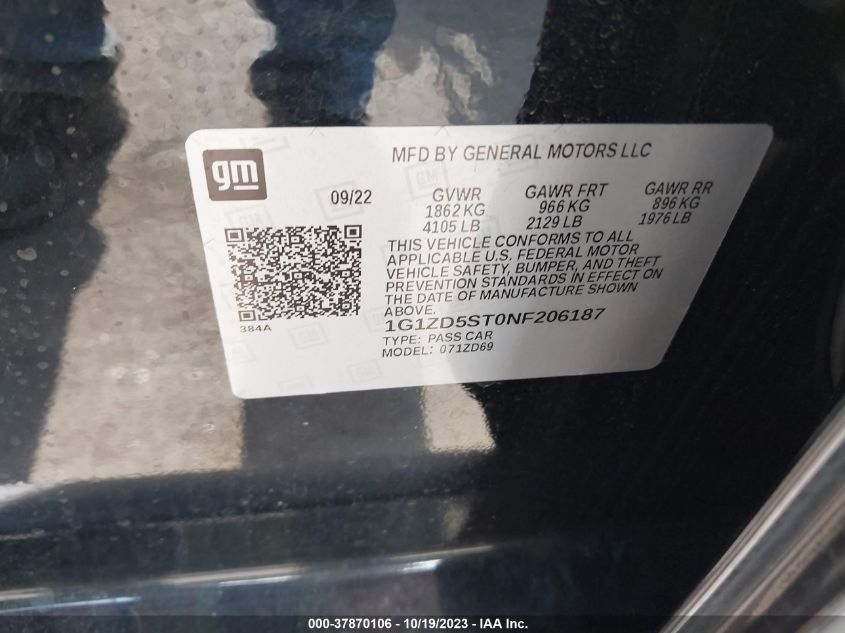 gm
MFD BY GENERAL MOTORS LLC
09/22
GVWR
1862 KG
4105 LB
GAWR FRT
966 KG
2129 LB
GAWR RR
896 KG
1976 LB
THIS VEHICLE CONFORMS TO ALL
APPLICABLE U.S. FEDERAL MOTOR
VEHICLE SAFETY, BUMPER, AND THEFT
PREVENTION STANDARDS IN EFFECT ON
THE DATE OF MANUFACTURE SHOWN
ABOVE.
1G1ZD5ST0NF206187
TYPE: PASS CAR
MODEL: 071ZD69
384A
000-37870106 - 10/19/2023 - IAA Inc.